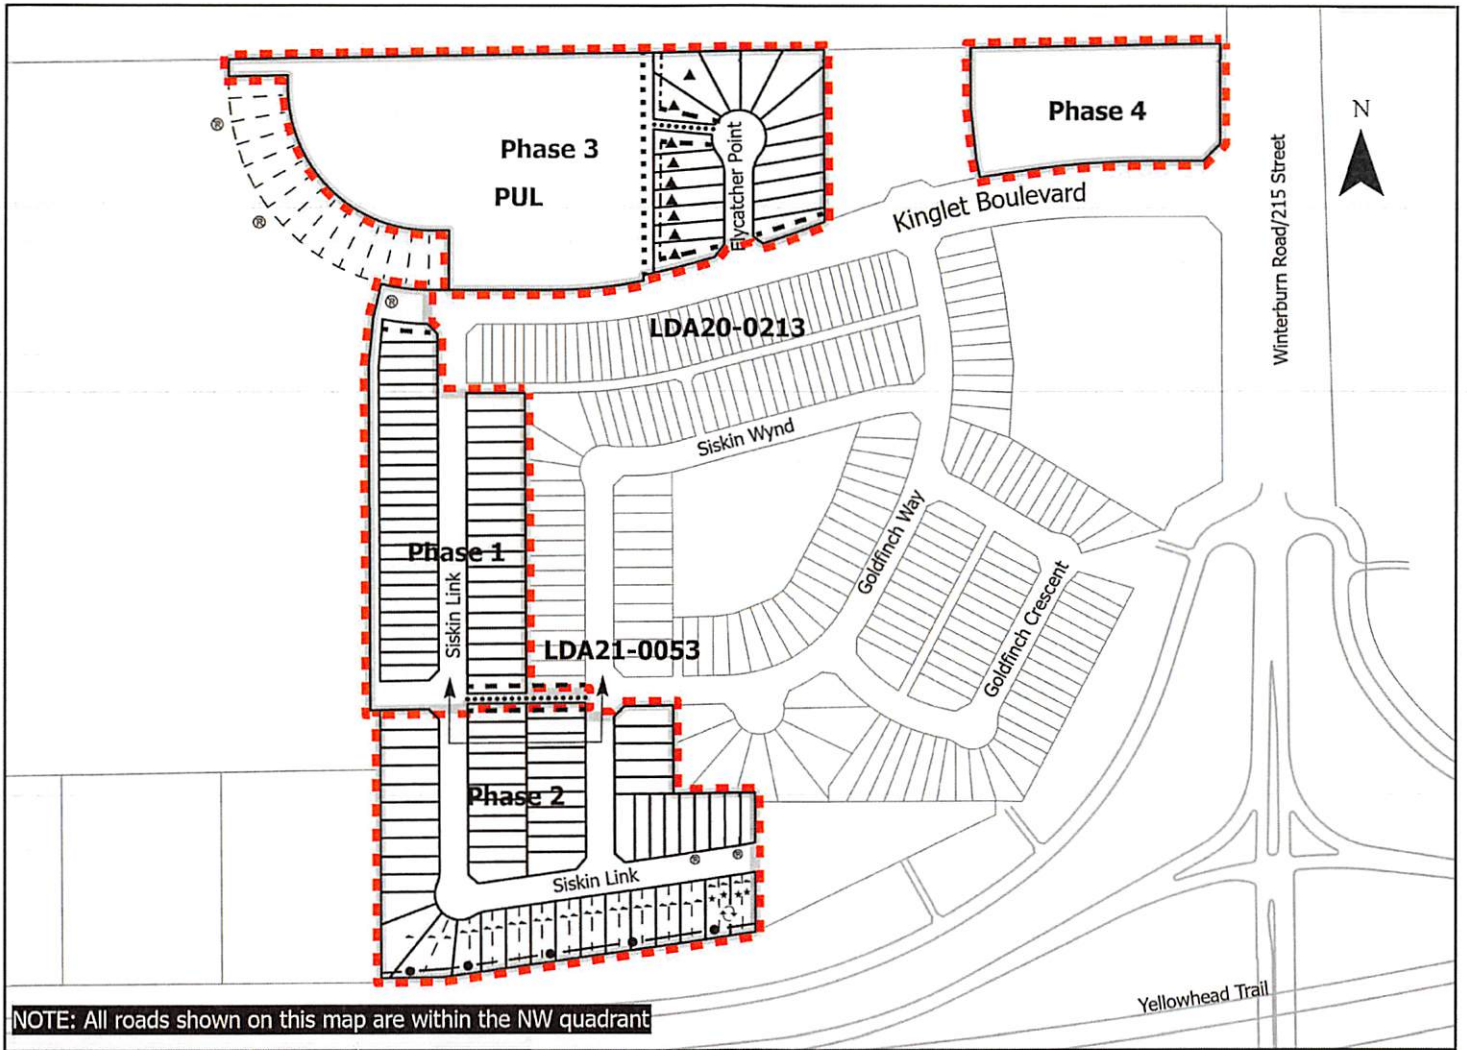 Phase 3
PUL
Phase 4
N
Flycatcher Point
Kinglet Boulevard
Winterburn Road/215 Street
®
®
®
LDA20-0213
Siskin Wynd
Phase 1
Siskin Link
Goldfinch Way
Goldfinch Crescent
LDA21-0053
Phase 2
Siskin Link
®
®
Yellowhead Trail
NOTE: All roads shown on this map are within the NW quadrant